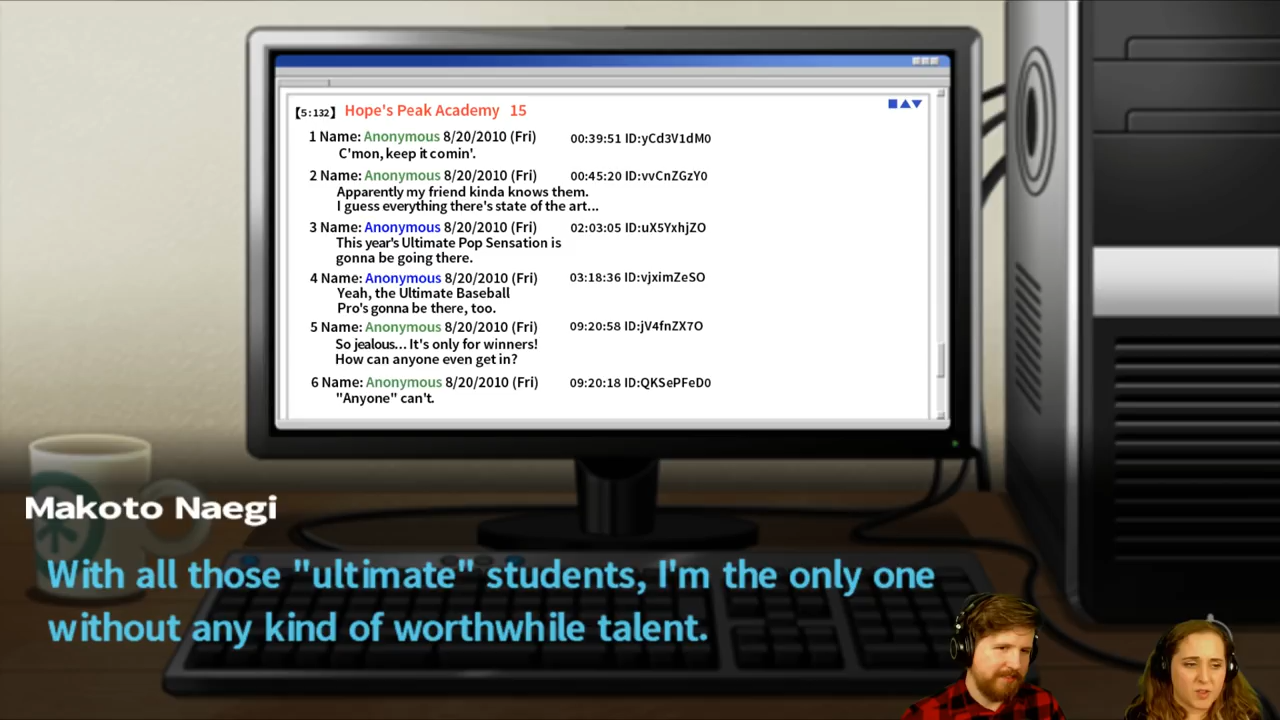 【5:132】 Hope's Peak Academy 15
1 Name: Anonymous 8/20/2010 (Fri) 00:39:51 ID:yCd3V1dM0
C'mon, keep it comin'.
2 Name: Anonymous 8/20/2010 (Fri) 00:45:20 ID:vvCnZGzY0
Apparently my friend kinda knows them.
I guess everything there's state of the art...
3 Name: Anonymous 8/20/2010 (Fri) 02:03:05 ID:uX5YxhjZO
This year's Ultimate Pop Sensation is
gonna be going there.
4 Name: Anonymous 8/20/2010 (Fri) 03:18:36 ID:vjximZeSO
Yeah, the Ultimate Baseball
Pro's gonna be there, too.
5 Name: Anonymous 8/20/2010 (Fri) 09:20:58 ID:jV4fnZX7O
So jealous... It's only for winners!
How can anyone even get in?
6 Name: Anonymous 8/20/2010 (Fri) 09:20:18 ID:QKSePFeD0
"Anyone" can't.
Makoto Naegi
With all those "ultimate" students, I'm the only one
without any kind of worthwhile talent.